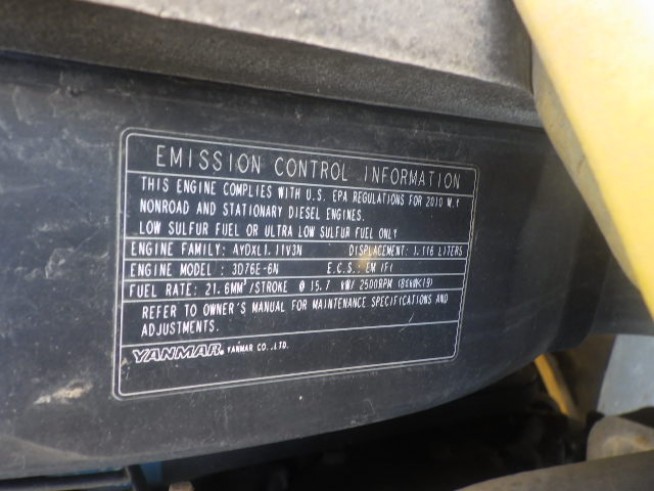 EMISSION CONTROL INFORMATION
THIS ENGINE COMPLIES WITH U.S. EPA REGULATIONS FOR 2010 M.Y
NONROAD AND STATIONARY DIESEL ENGINES.
LOW SULFUR FUEL OR ULTRA LOW SULFUR FUEL ONLY
ENGINE FAMILY: AYDXL1.11V3N DISPLACEMENT: 1.116 LITERS
ENGINE MODEL : 3D76E-6N E.C.S.: EM IFI
FUEL RATE: 21.6MM³/STROKE @ 15.7 kW/ 2500RPM
REFER TO OWNER'S MANUAL FOR MAINTENANCE SPECIFICATIONS AND
ADJUSTMENTS.
YANMAR. YANMAR CO.,LTD.